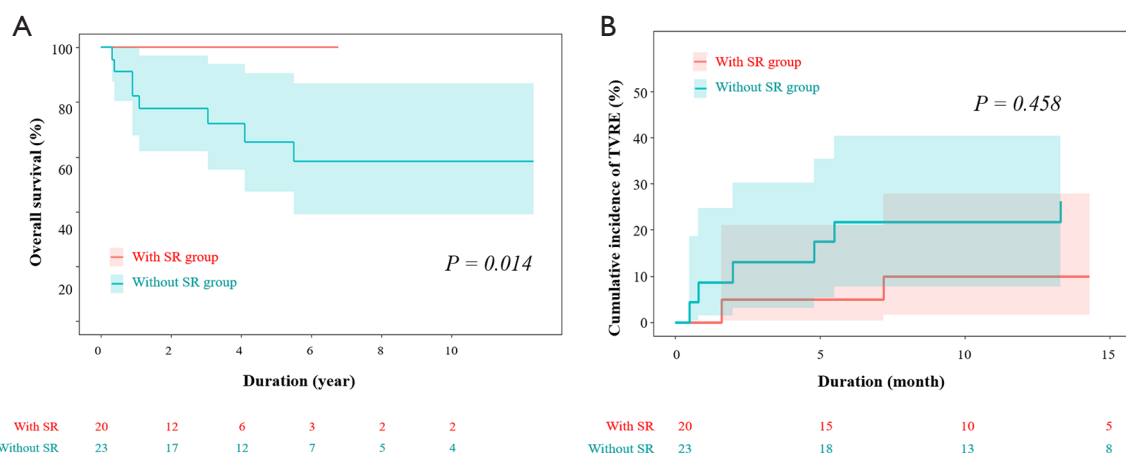 A
Overall survival (%)
100
80
60
40
20
With SR group
Without SR group
P = 0.014
0 2 4 6 8 10
Duration (year)
With SR 20 12 6 3 2 2
Without SR 23 17 12 7 5 4
B
Cumulative incidence of TVRE (%)
With SR group
Without SR group
P = 0.458
50
40
30
20
10
0
0 5 10 15
Duration (month)
With SR 20 15 10 5
Without SR 23 18 13 8